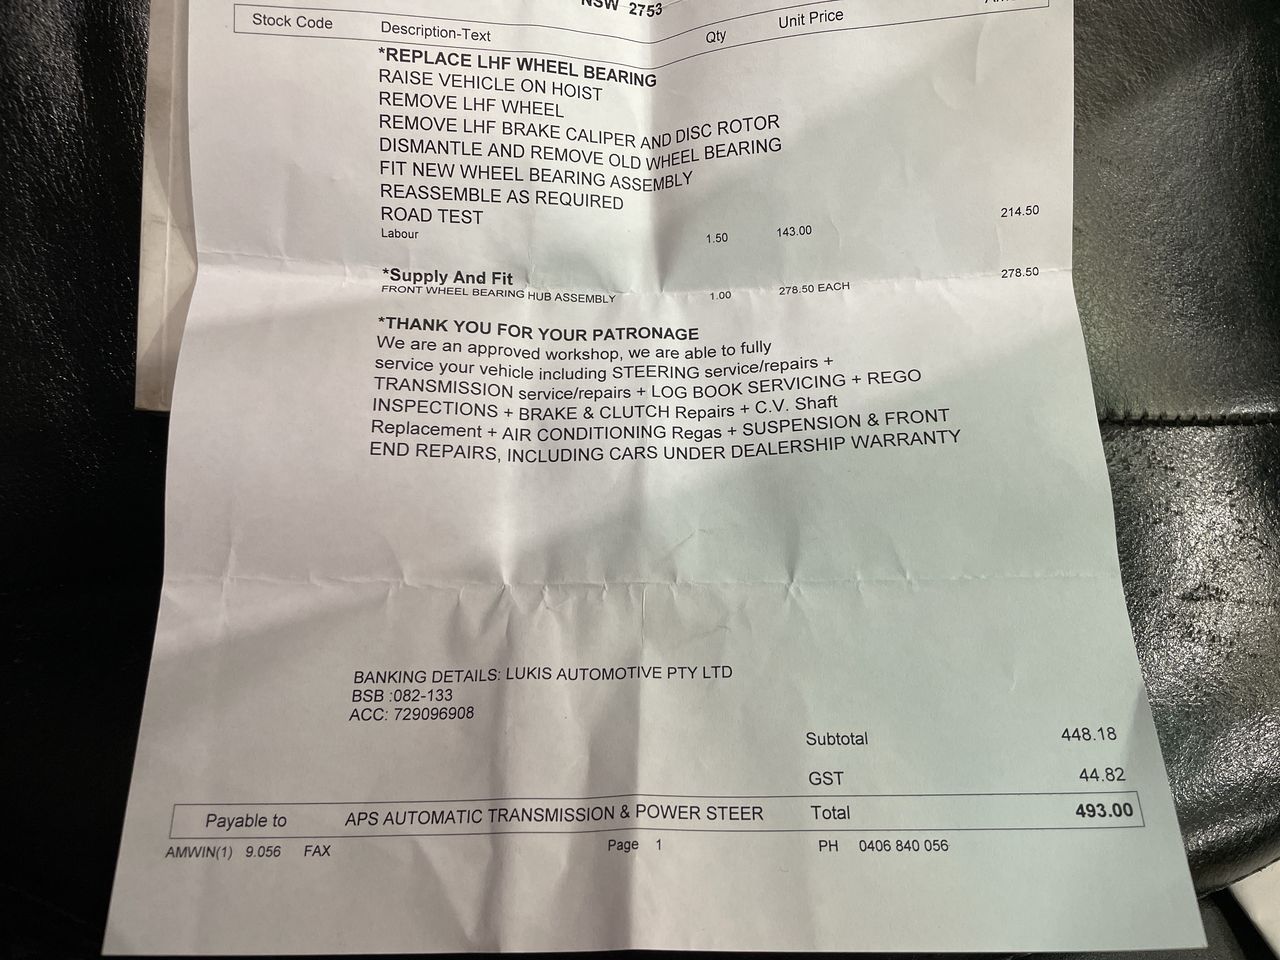 NSW 2753
Stock Code Description-Text Qty Unit Price
*REPLACE LHF WHEEL BEARING
RAISE VEHICLE ON HOIST
REMOVE LHF WHEEL
REMOVE LHF BRAKE CALIPER AND DISC ROTOR
DISMANTLE AND REMOVE OLD WHEEL BEARING
FIT NEW WHEEL BEARING ASSEMBLY
REASSEMBLE AS REQUIRED
ROAD TEST
Labour 1.50 143.00 214.50
*Supply And Fit
FRONT WHEEL BEARING HUB ASSEMBLY 1.00 278.50 EACH 278.50
*THANK YOU FOR YOUR PATRONAGE
We are an approved workshop, we are able to fully
service your vehicle including STEERING service/repairs +
TRANSMISSION service/repairs + LOG BOOK SERVICING + REGO
INSPECTIONS + BRAKE & CLUTCH Repairs + C.V. Shaft
Replacement + AIR CONDITIONING Regas + SUSPENSION & FRONT
END REPAIRS, INCLUDING CARS UNDER DEALERSHIP WARRANTY
BANKING DETAILS: LUKIS AUTOMOTIVE PTY LTD
BSB :082-133
ACC: 729096908
Subtotal 448.18
GST 44.82
Payable to APS AUTOMATIC TRANSMISSION & POWER STEER Total 493.00
AMWIN(1) 9.056 FAX Page 1 PH 0406 840 056